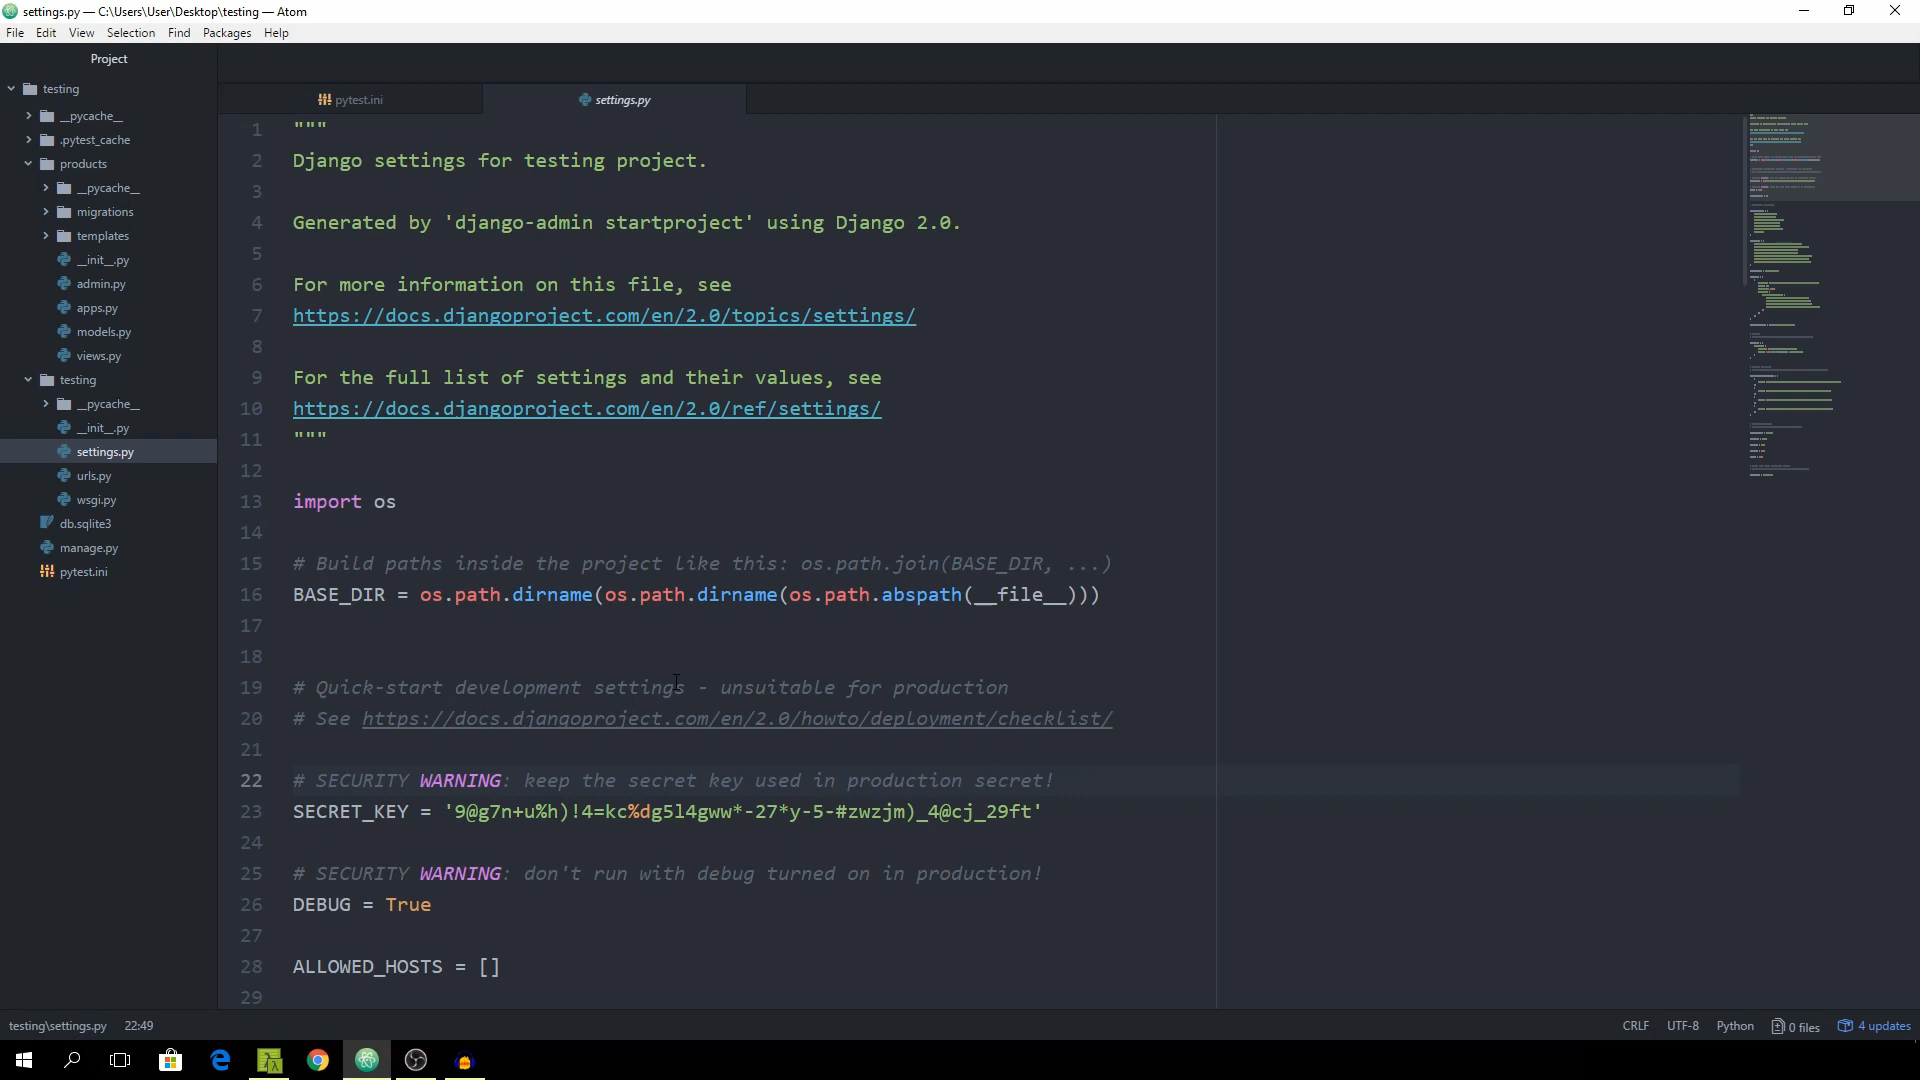 settings.py — C:\Users\User\Desktop\testing — Atom
File Edit View Selection Find Packages Help
Project
testing
__pycache__
.pytest_cache
products
__pycache__
migrations
templates
__init__.py
admin.py
apps.py
models.py
views.py
testing
__pycache__
__init__.py
settings.py
urls.py
wsgi.py
db.sqlite3
manage.py
pytest.ini
pytest.ini settings.py
1 """
2 Django settings for testing project.
3
4 Generated by 'django-admin startproject' using Django 2.0.
5
6 For more information on this file, see
7 https://docs.djangoproject.com/en/2.0/topics/settings/
8
9 For the full list of settings and their values, see
10 https://docs.djangoproject.com/en/2.0/ref/settings/
11 """
12
13 import os
14
15 # Build paths inside the project like this: os.path.join(BASE_DIR, ...)
16 BASE_DIR = os.path.dirname(os.path.dirname(os.path.abspath(__file__)))
17
18
19 # Quick-start development settings - unsuitable for production
20 # See https://docs.djangoproject.com/en/2.0/howto/deployment/checklist/
21
22 # SECURITY WARNING: keep the secret key used in production secret!
23 SECRET_KEY = '9@g7n+u%h)!4=kc%dg5l4gww*-27*y-5-#zwzjm)_4@cj_29ft'
24
25 # SECURITY WARNING: don't run with debug turned on in production!
26 DEBUG = True
27
28 ALLOWED_HOSTS = []
29
testing\settings.py 22:49 CRLF UTF-8 Python 0 files 4 updates